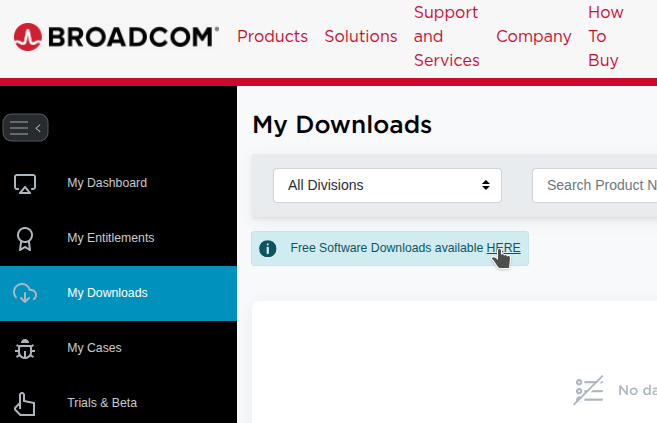 BROADCOM®
Products
Solutions
Support
and
Services
Company
How
To
Buy
My Downloads
All Divisions
Search Product N
My Dashboard
My Entitlements
Free Software Downloads available HERE
My Downloads
My Cases
No da
Trials & Beta